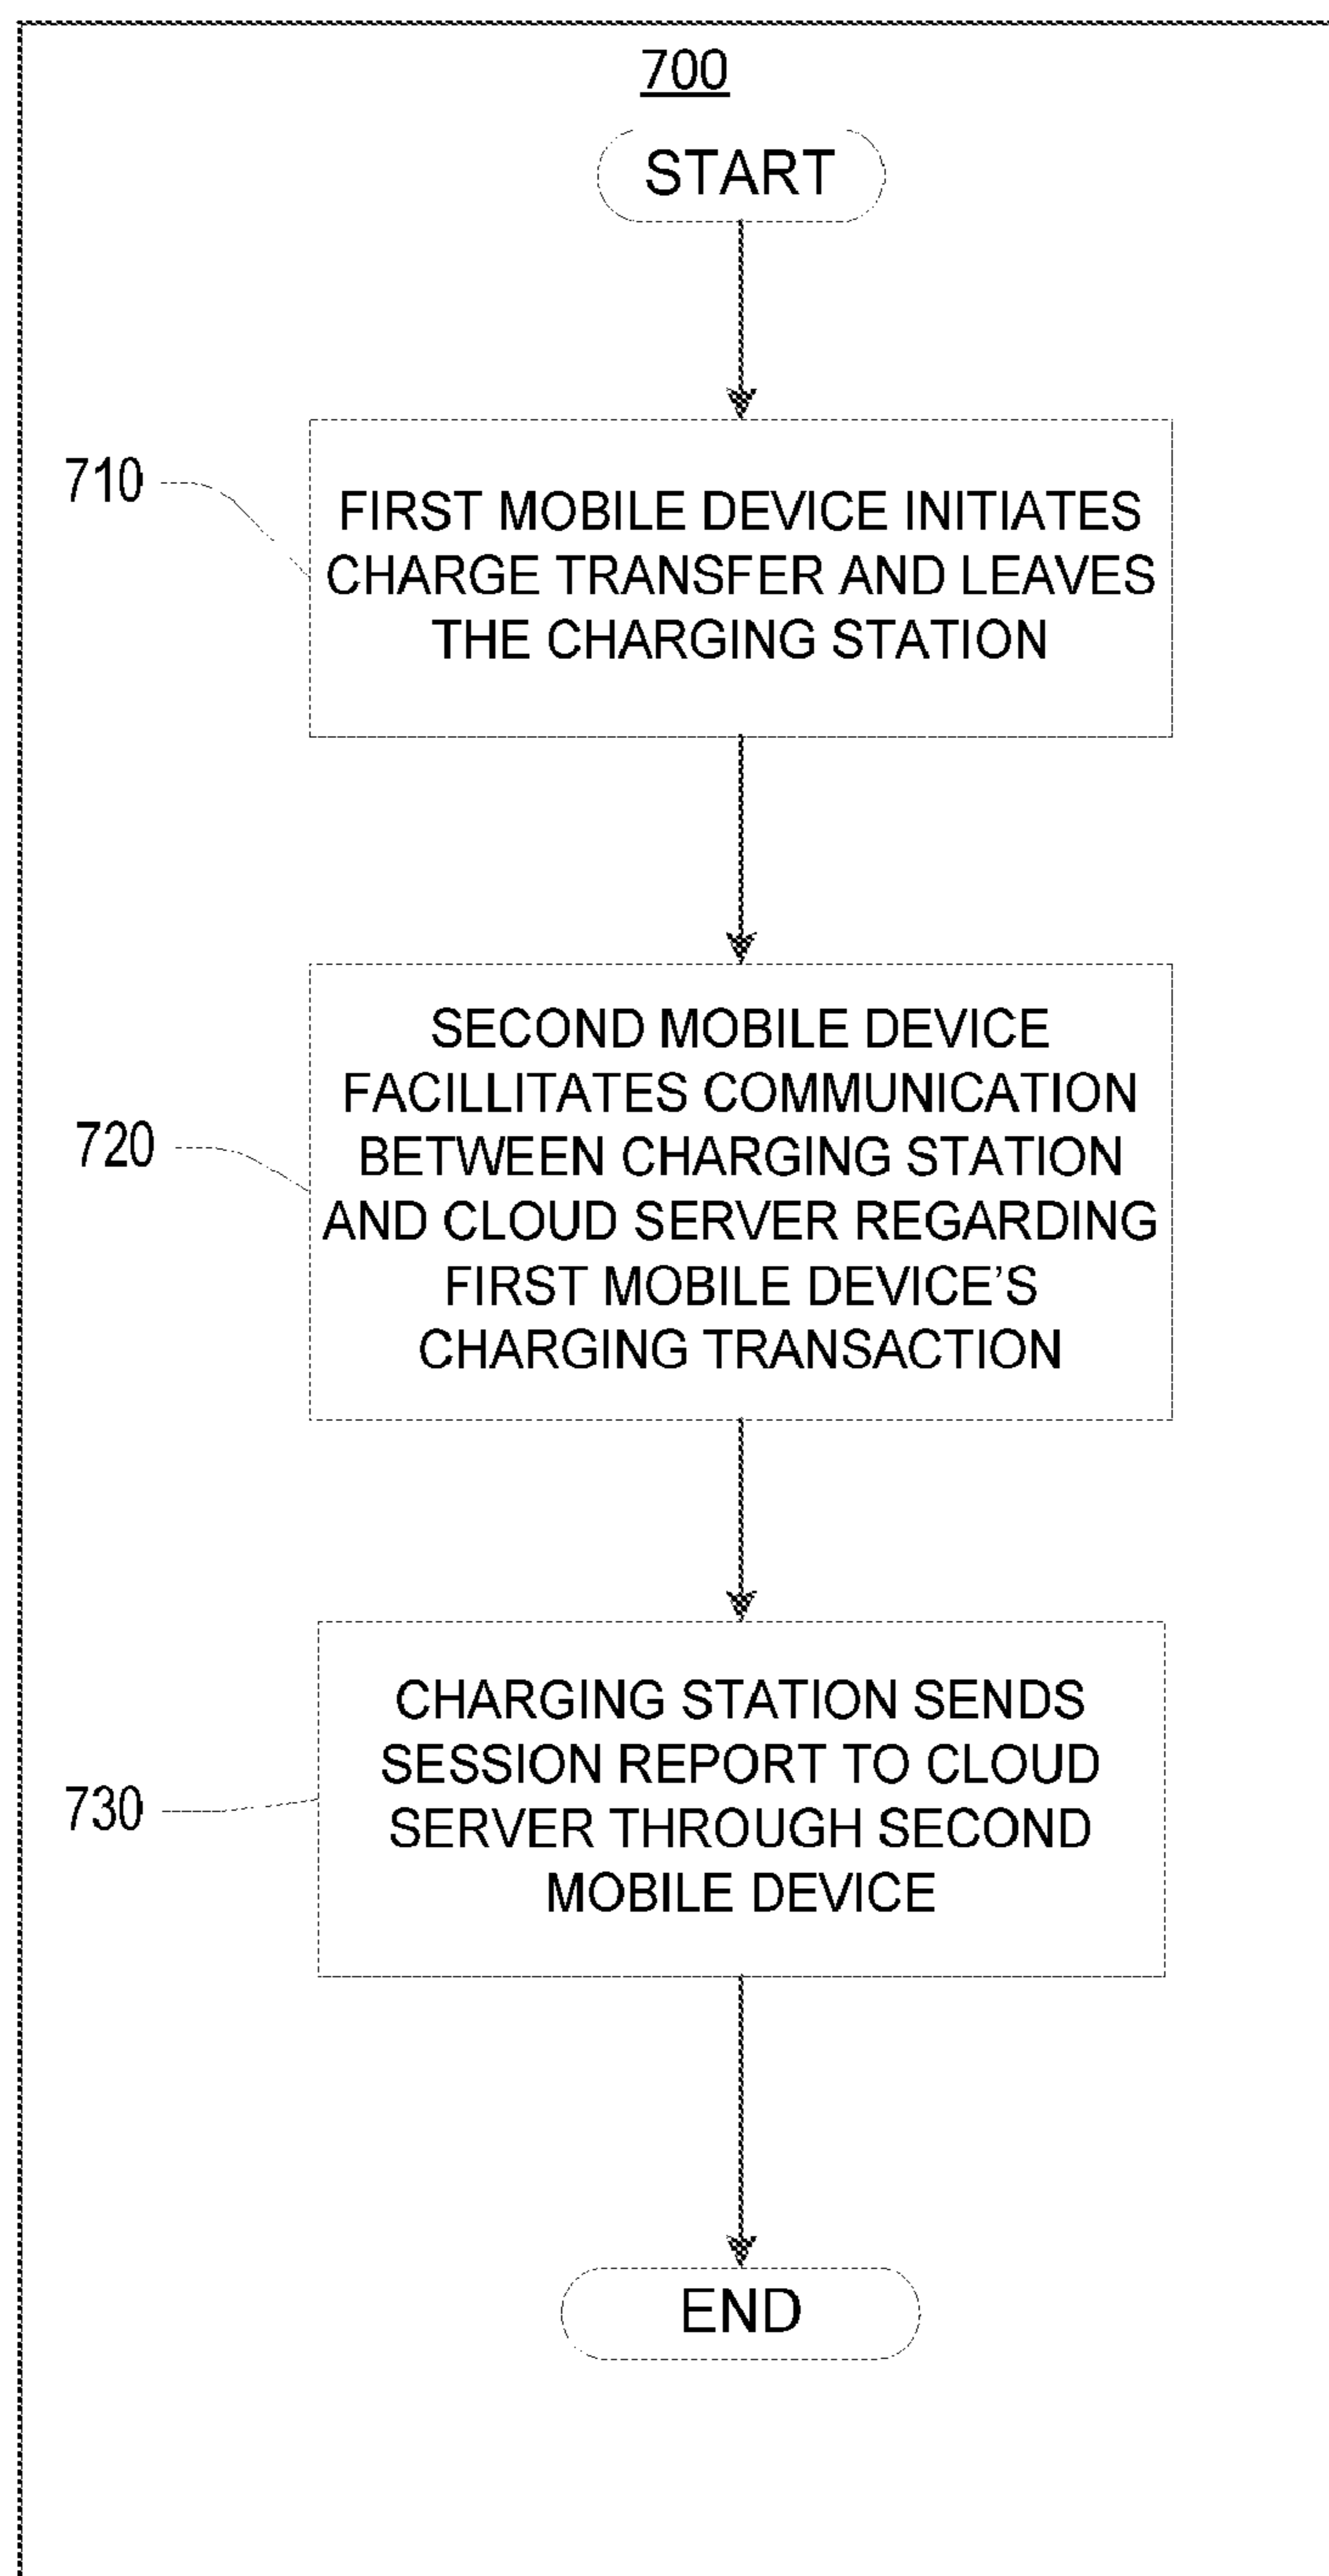 700
START
710
FIRST MOBILE DEVICE INITIATES
CHARGE TRANSFER AND LEAVES
THE CHARGING STATION
720
SECOND MOBILE DEVICE
FACILLITATES COMMUNICATION
BETWEEN CHARGING STATION
AND CLOUD SERVER REGARDING
FIRST MOBILE DEVICE’S
CHARGING TRANSACTION
730
CHARGING STATION SENDS
SESSION REPORT TO CLOUD
SERVER THROUGH SECOND
MOBILE DEVICE
END